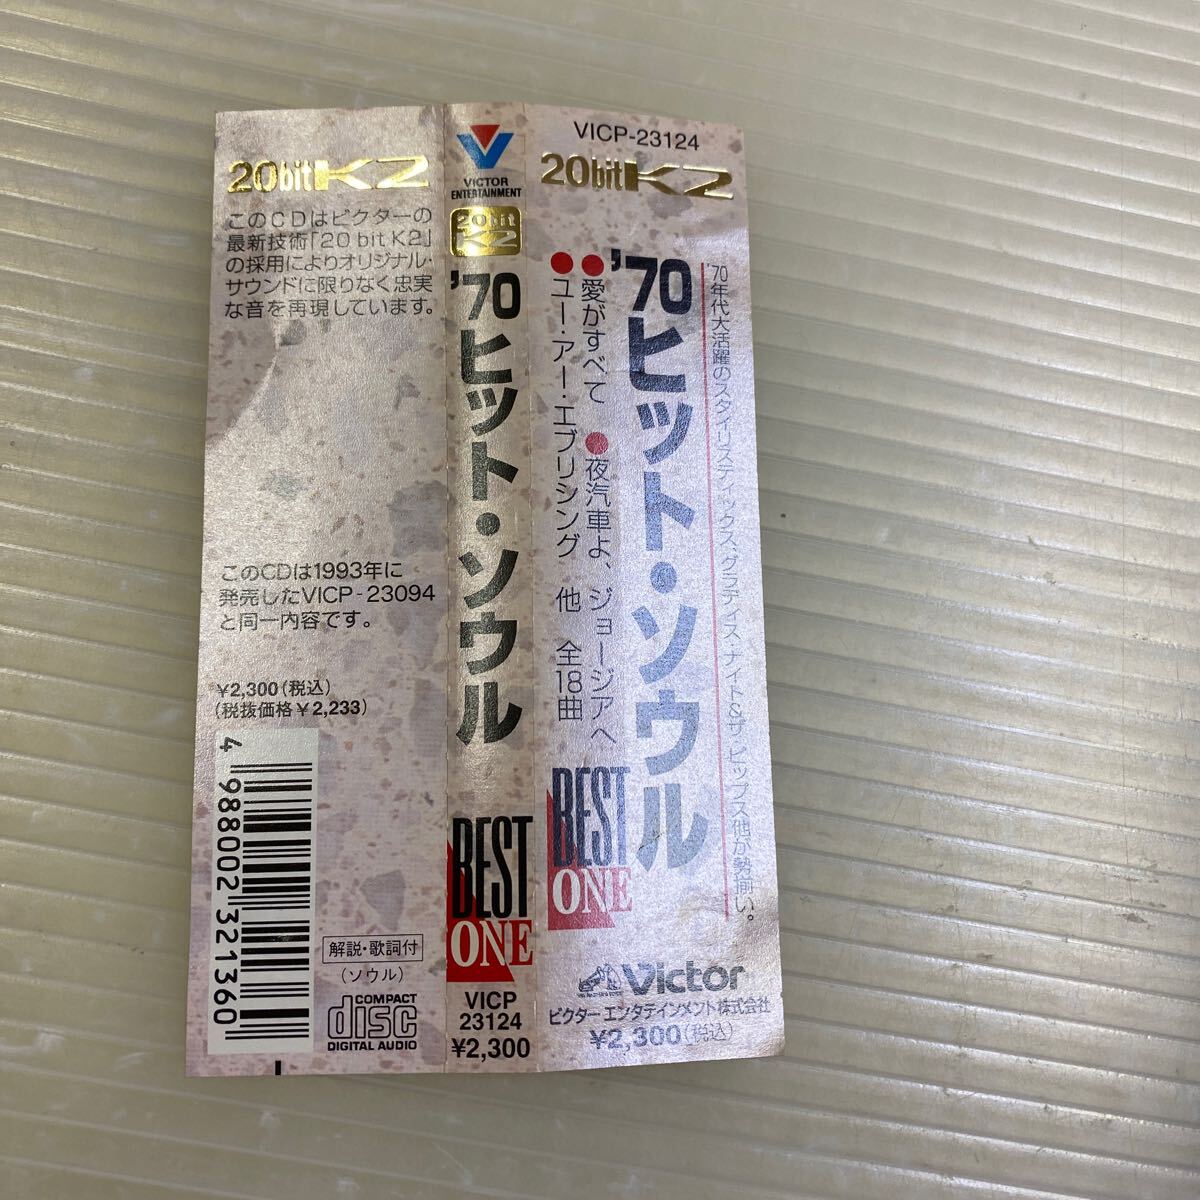 20bit K2
このCDはビクターの
最新技術「20 bit K2」
の採用によりオリジナル・
サウンドに限りなく忠実
な音を再現しています。
このCDは1993年に
発売したVICP-23094
と同一内容です。
¥2,300(税込)
(税抜価格¥2,233)
4 988002 321360
解説・歌詞付
(ソウル)
COMPACT
disc
DIGITAL AUDIO
VICTOR
ENTERTAINMENT
20bit
K2
'70ヒット・ソウル
BEST
ONE
VICP
23124
¥2,300
VICP-23124
20bit K2
'70年代大活躍のスタイリスティックス、グラディス・ナイト&ザ・ピップス他が勢揃い。
'70ヒット・ソウル
●愛がすべて ●夜汽車よ、ジョージアへ
●ユー・アー・エブリシング 他 全18曲
BEST
ONE
Victor
ビクター エンタテインメント株式会社
¥2,300(税込)